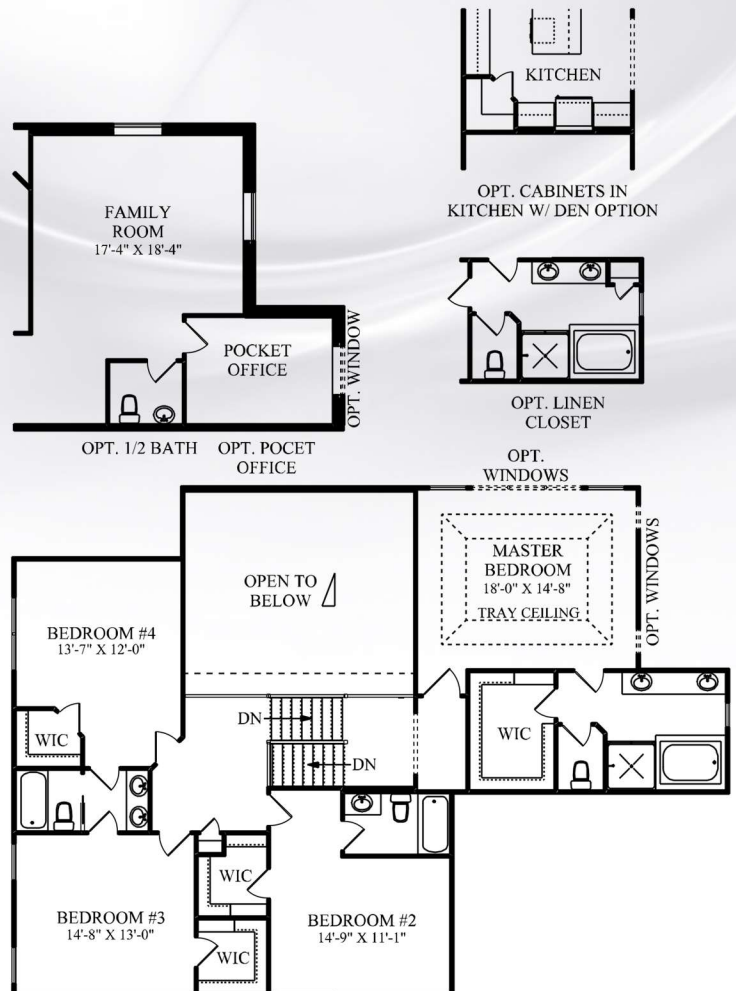 KITCHEN
OPT. CABINETS IN
KITCHEN W/ DEN OPTION
FAMILY
ROOM
17'-4" X 18'-4"
POCKET
OFFICE
OPT. WINDOW
OPT. 1/2 BATH
OPT. POCET
OFFICE
OPT. LINEN
CLOSET
OPT.
WINDOWS
OPEN TO
BELOW
MASTER
BEDROOM
18'-0" X 14'-8"
TRAY CEILING
OPT. WINDOWS
BEDROOM #4
13'-7" X 12'-0"
WIC
DN
DN
WIC
WIC
BEDROOM #3
14'-8" X 13'-0"
BEDROOM #2
14'-9" X 11'-1"
WIC